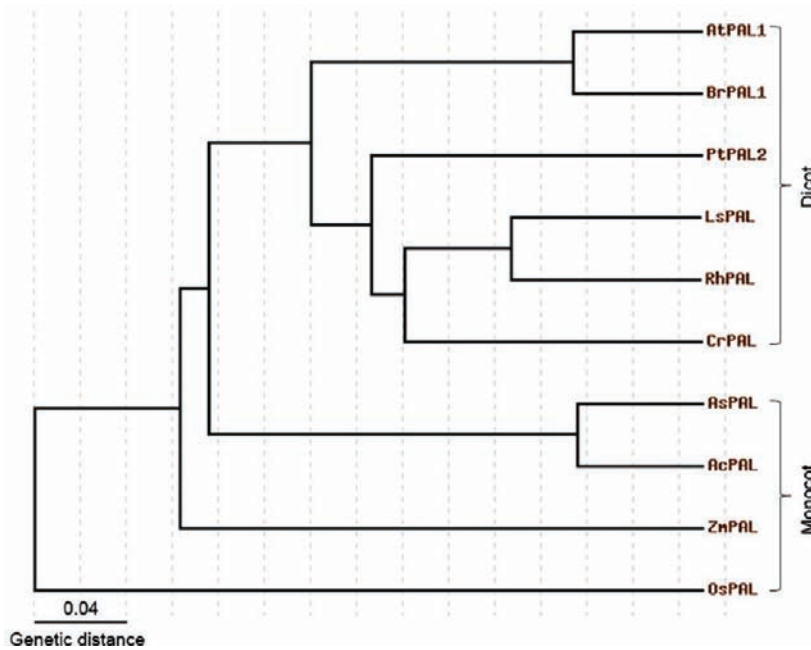 AtPAL1
BrPAL1
PtPAL2
LsPAL
RhPAL
CrPAL
Dicot
AsPAL
AcPAL
ZmPAL
OsPAL
Monocot
0.04
Genetic distance